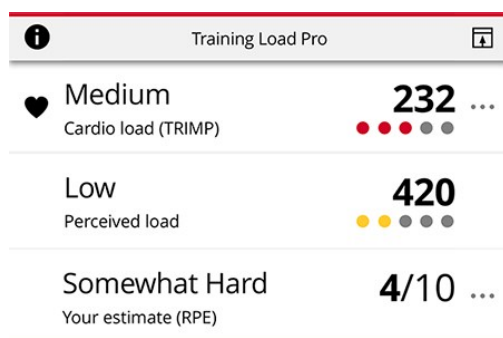 Training Load Pro
Medium
232
Cardio load (TRIMP)
Low
420
Perceived load
Somewhat Hard
4/10
Your estimate (RPE)